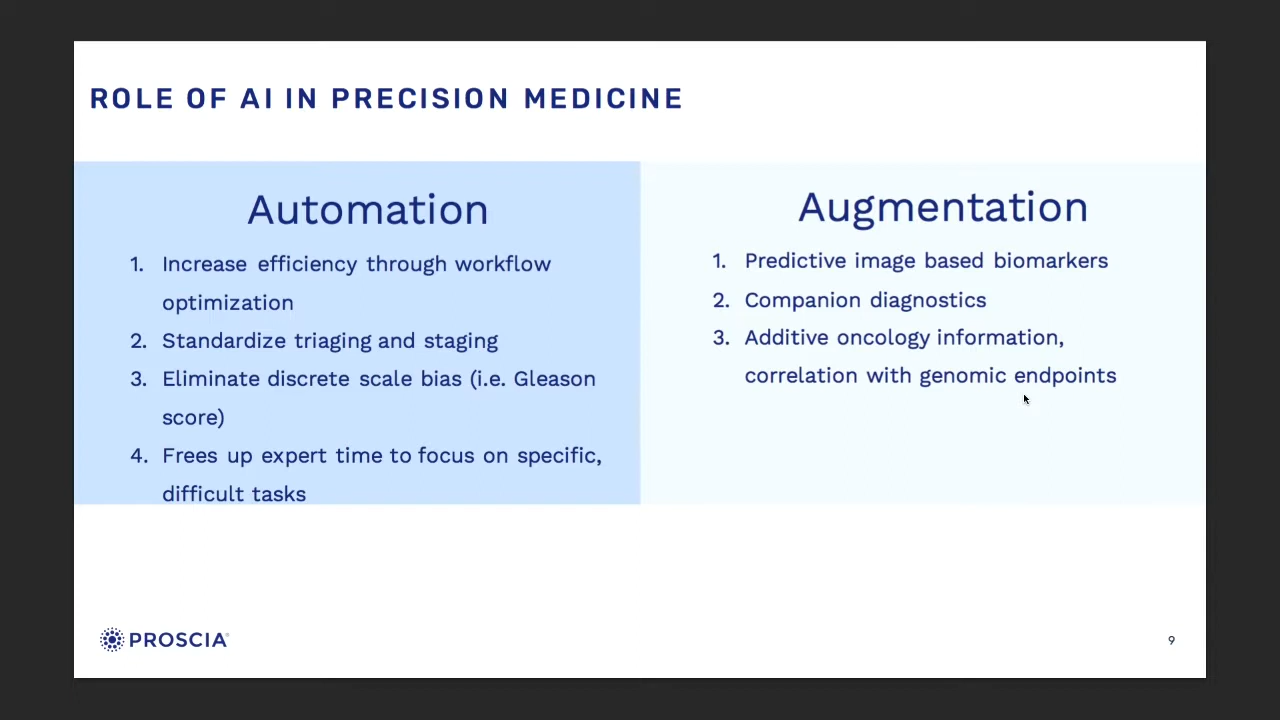 ROLE OF AI IN PRECISION MEDICINE
Automation
1. Increase efficiency through workflow
optimization
2. Standardize triaging and staging
3. Eliminate discrete scale bias (i.e. Gleason
score)
4. Frees up expert time to focus on specific,
difficult tasks
Augmentation
1. Predictive image based biomarkers
2. Companion diagnostics
3. Additive oncology information,
correlation with genomic endpoints
PROSCIA
9